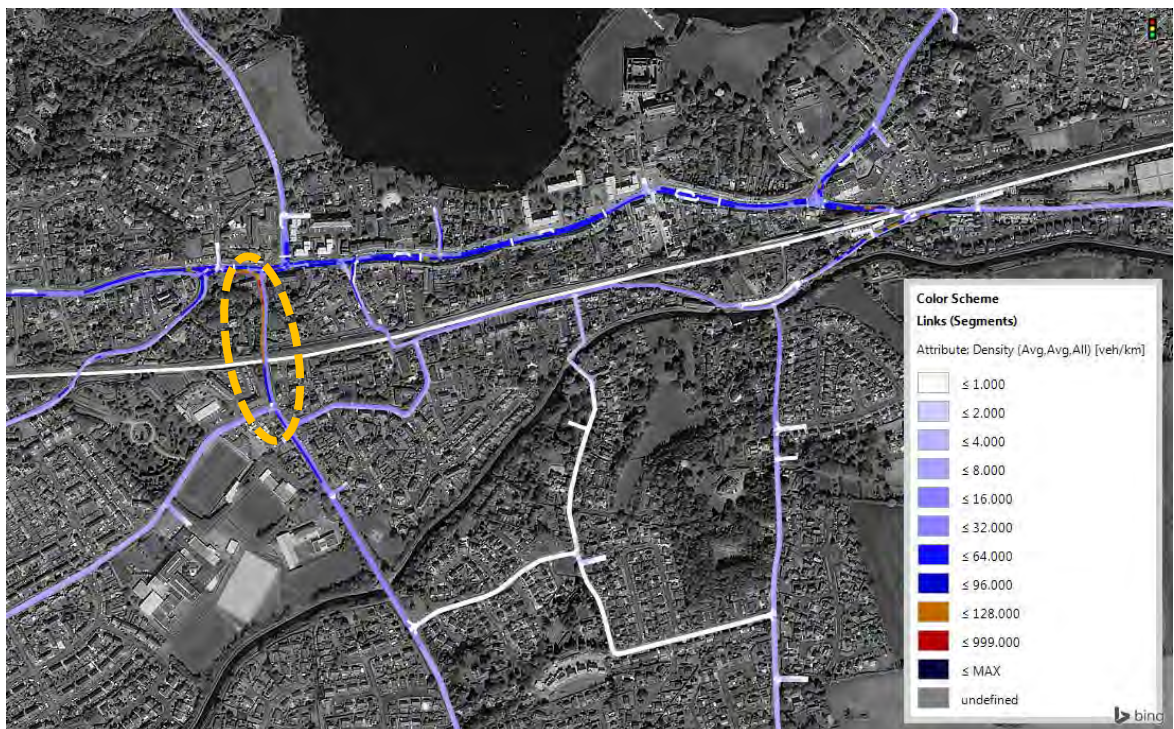 Color Scheme
Links (Segments)
Attribute: Density (Avg,Avg,All) [veh/km]
≤ 1.000
≤ 2.000
≤ 4.000
≤ 8.000
≤ 16.000
≤ 32.000
≤ 64.000
≤ 96.000
≤ 128.000
≤ 999.000
≤ MAX
undefined
bing